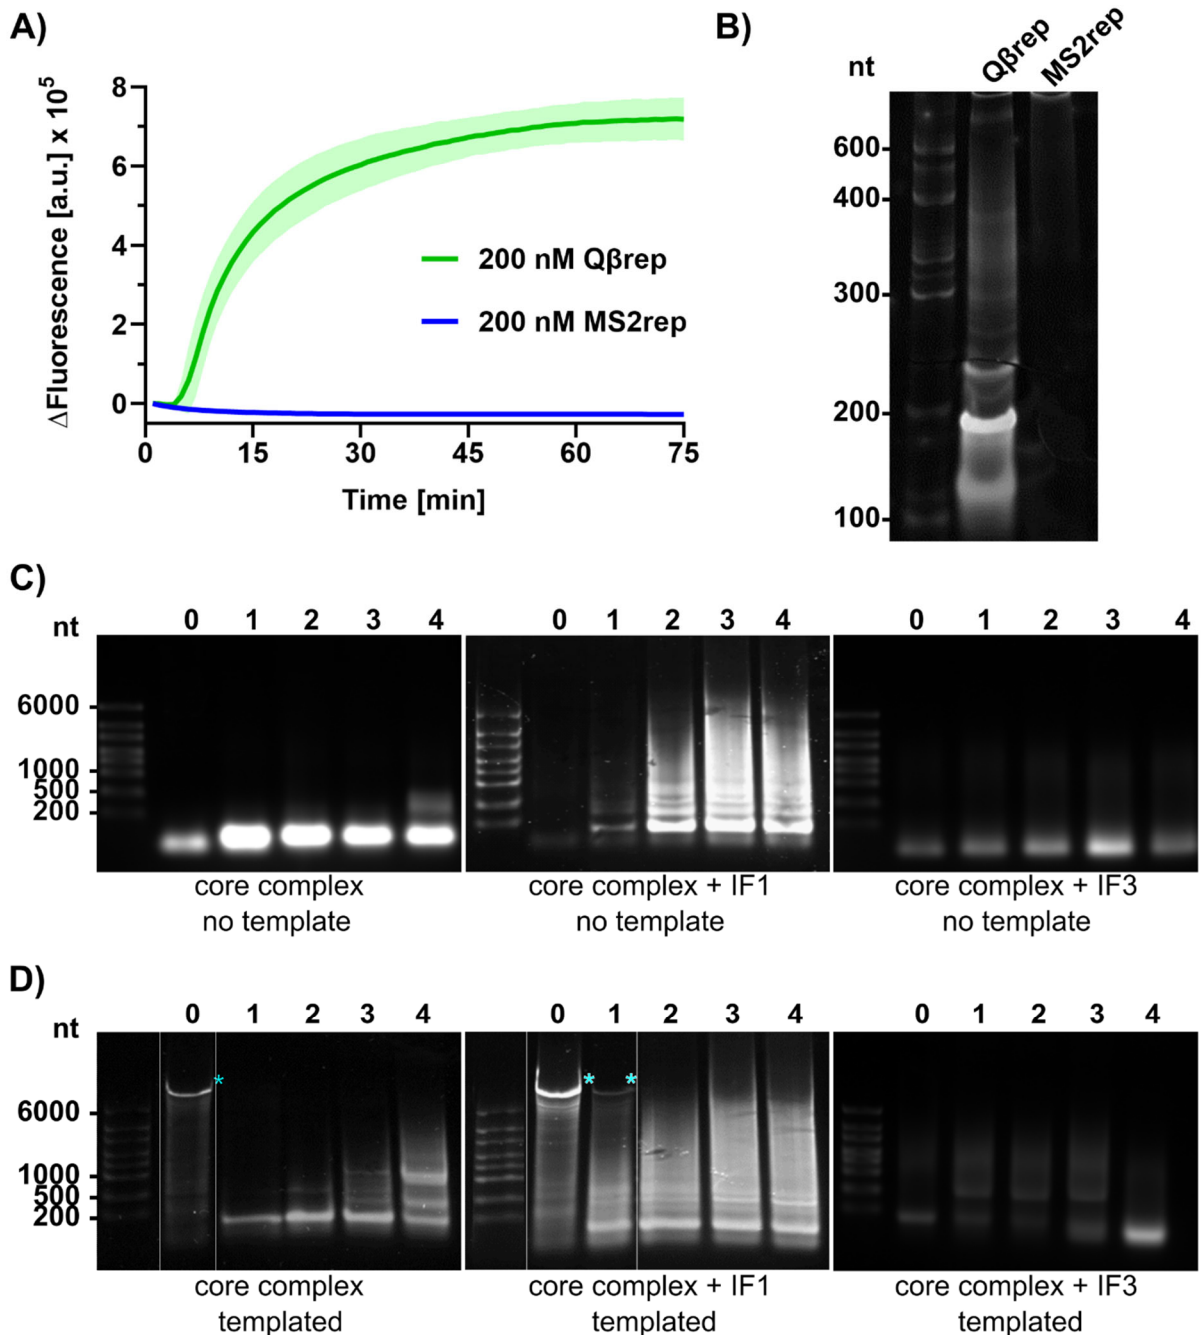 A)
8
6
4
2
0
ΔFluorescence [a.u.] x 10⁵
0 15 30 45 60 75
Time [min]
200 nM Qβrep
200 nM MS2rep
B)
nt Qβrep MS2rep
600
400
300
200
100
C)
nt 0 1 2 3 4 0 1 2 3 4 0 1 2 3 4
6000
1000
500
200
core complex core complex + IF1 core complex + IF3
no template no template no template
D)
0 1 2 3 4 0 1 2 3 4 0 1 2 3 4
nt
* * *
6000
1000
500
200
core complex core complex + IF1 core complex + IF3
templated templated templated